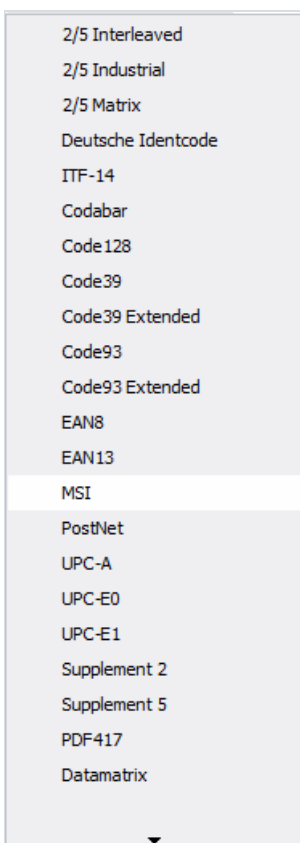 2/5 Interleaved
2/5 Industrial
2/5 Matrix
Deutsche Identcode
ITF-14
Codabar
Code128
Code39
Code39 Extended
Code93
Code93 Extended
EAN8
EAN13
MSI
PostNet
UPC-A
UPC-E0
UPC-E1
Supplement 2
Supplement 5
PDF417
Datamatrix